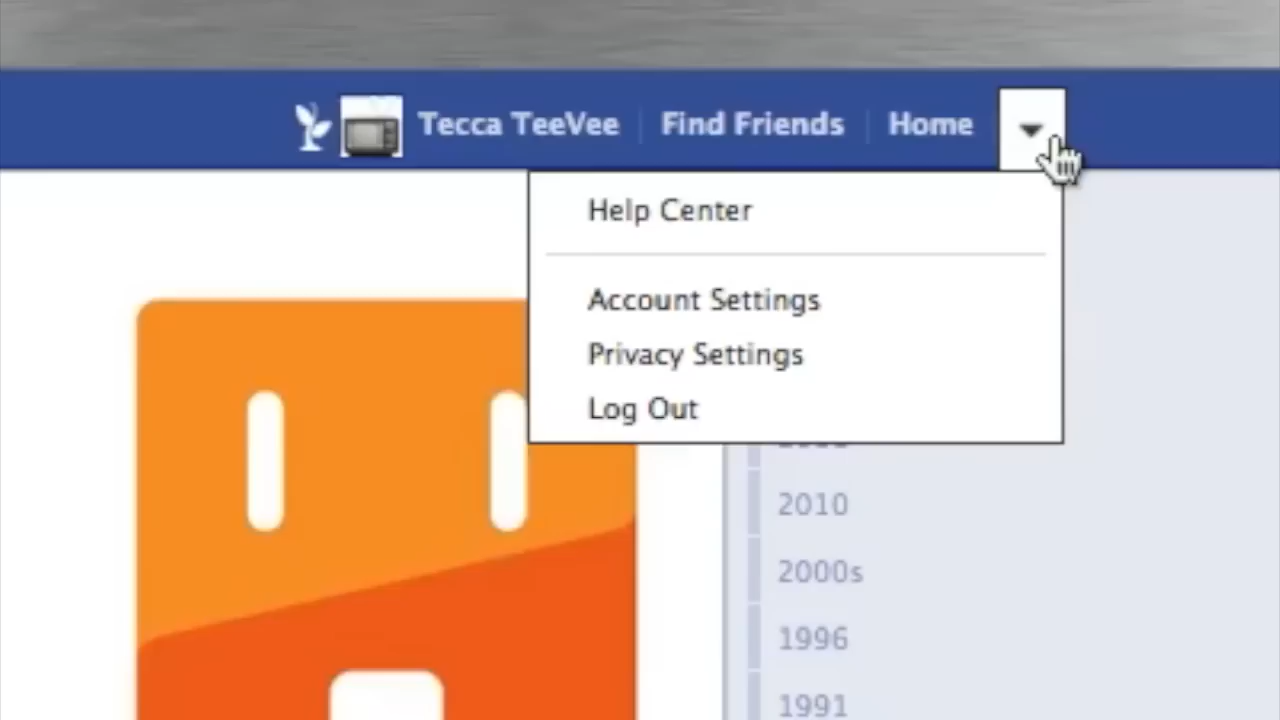 Tecca TeeVee Find Friends Home
Help Center
Account Settings
Privacy Settings
Log Out
2010
2000s
1996
1991